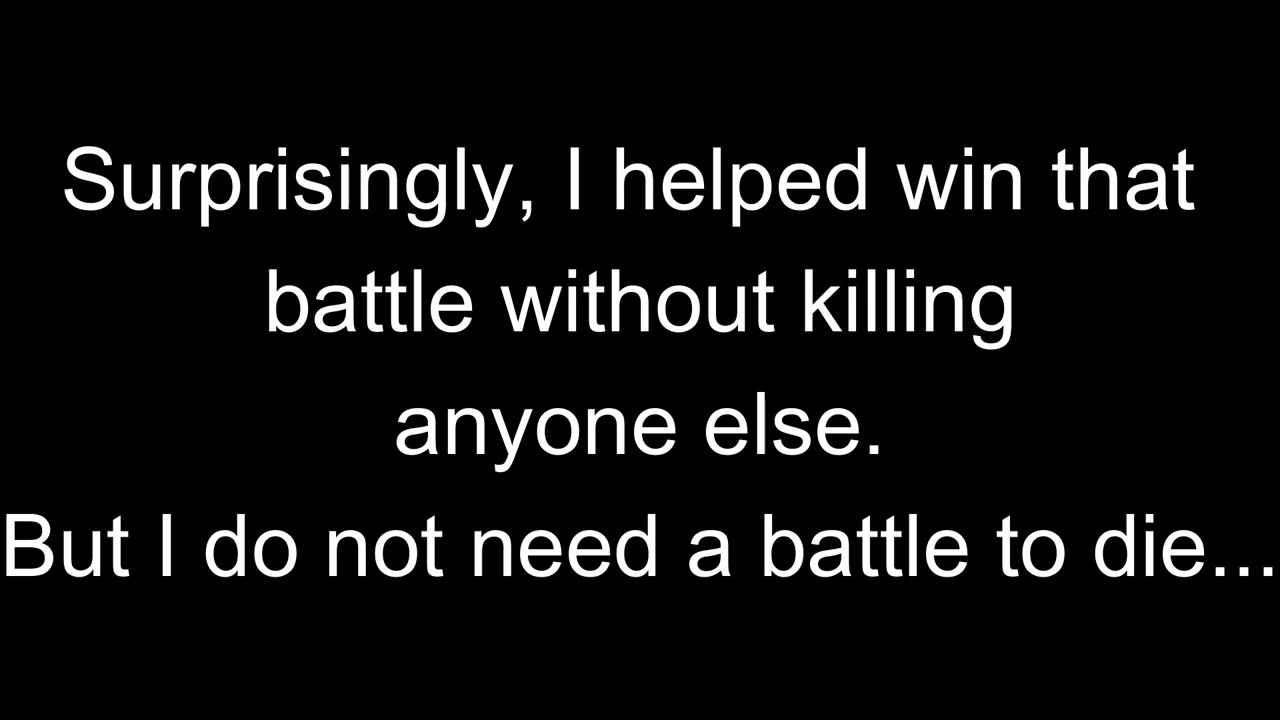 Surprisingly, I helped win that
battle without killing
anyone else.
But I do not need a battle to die...